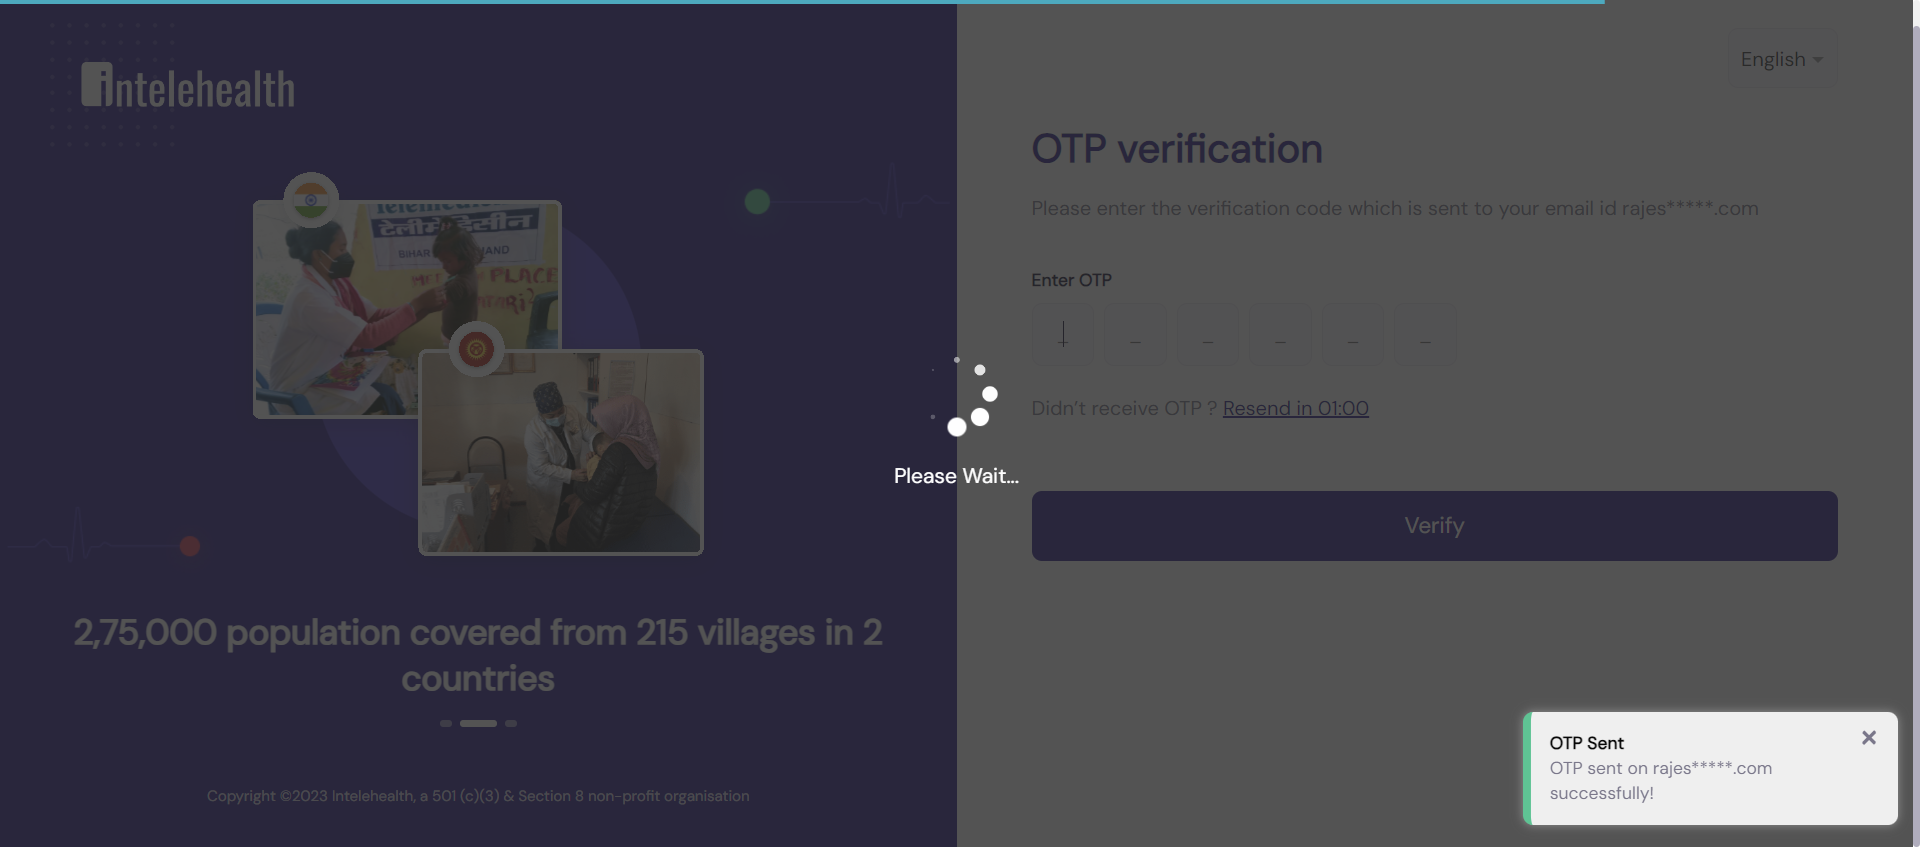 intelehealth
English
OTP verification
Please enter the verification code which is sent to your email id rajes*****.com
Telemedicine
टेलीमेडिसीन
BIHAR
AND
PLACE
Enter OTP
_ _ _ _ _ _
Didn't receive OTP ? Resend in 01:00
Please Wait...
Verify
2,75,000 population covered from 215 villages in 2
countries
OTP Sent
OTP sent on rajes*****.com
successfully!
Copyright ©2023 Intelehealth, a 501 (c)(3) & Section 8 non-profit organisation